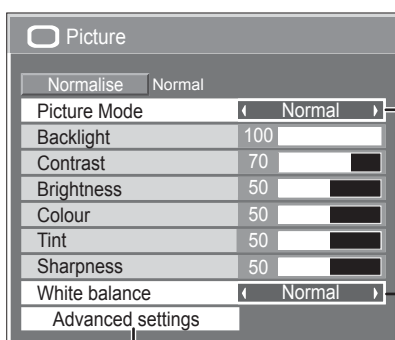 Picture
Normalise Normal
Picture Mode Normal
Backlight 100
Contrast 70
Brightness 50
Colour 50
Tint 50
Sharpness 50
White balance Normal
Advanced settings